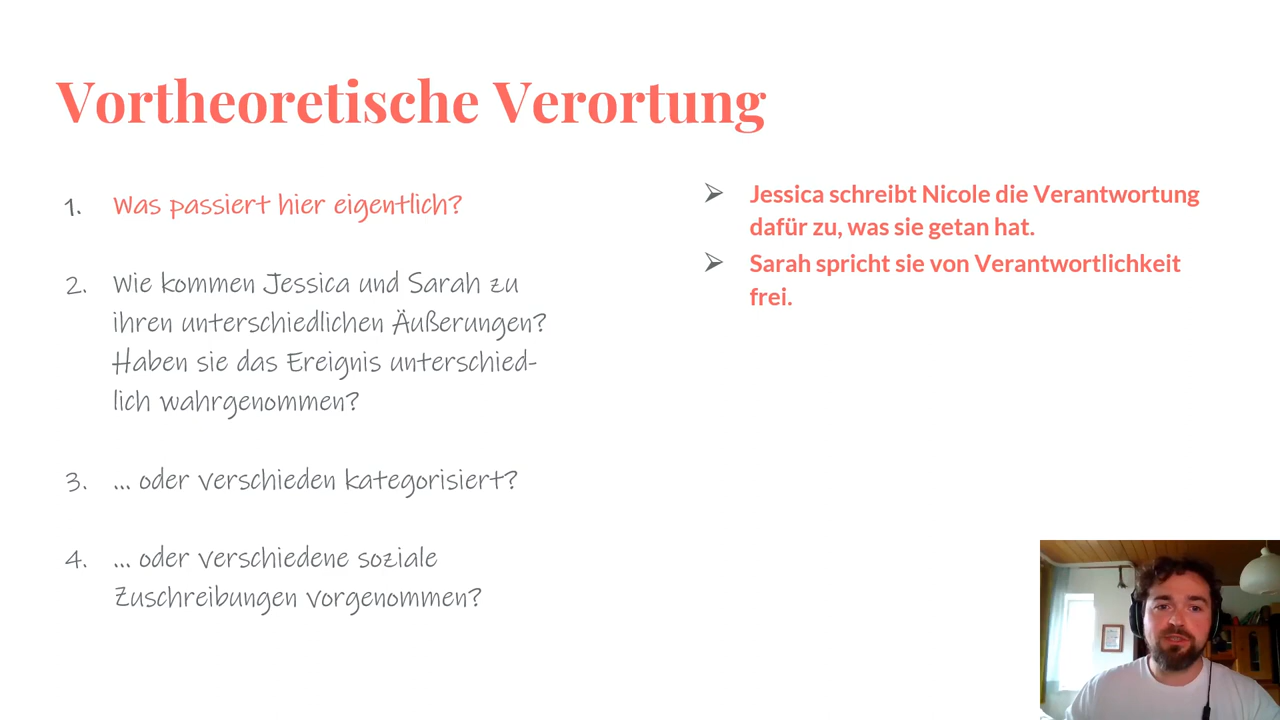 Vortheoretische Verortung
1. Was passiert hier eigentlich?
2. Wie kommen Jessica und Sarah zu
ihren unterschiedlichen Äußerungen?
Haben sie das Ereignis unterschied-
lich wahrgenommen?
3. ... oder verschieden kategorisiert?
4. ... oder verschiedene soziale
Zuschreibungen vorgenommen?
➢ Jessica schreibt Nicole die Verantwortung
dafür zu, was sie getan hat.
➢ Sarah spricht sie von Verantwortlichkeit
frei.